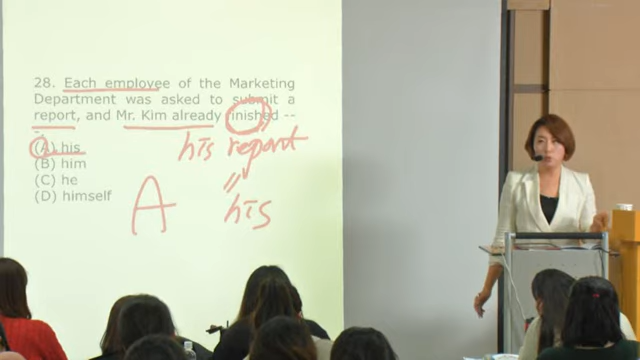 28. Each employee of the Marketing
Department was asked to submit a
report, and Mr. Kim already finished --
-.
(A) his
his report
(B) him
(C) he
his
(D) himself
A